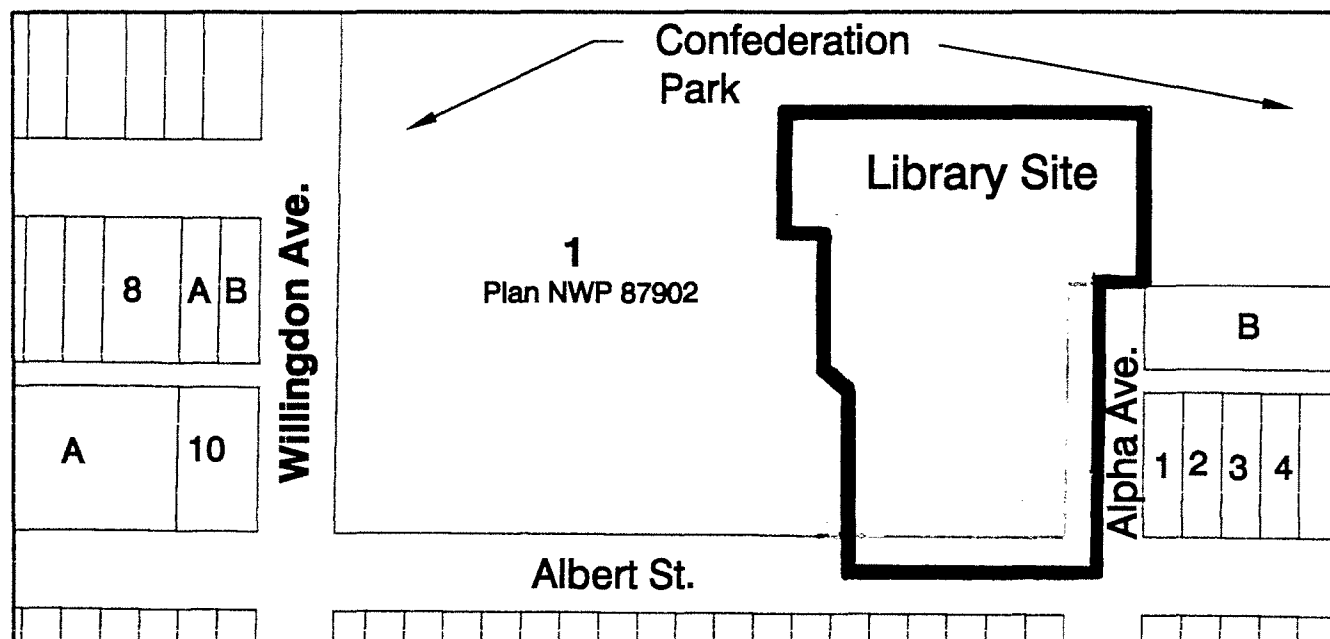 Confederation
Park
Library Site
Willingdon Ave.
1
Plan NWP 87902
8
A
B
A
10
B
Alpha Ave.
1
2
3
4
Albert St.